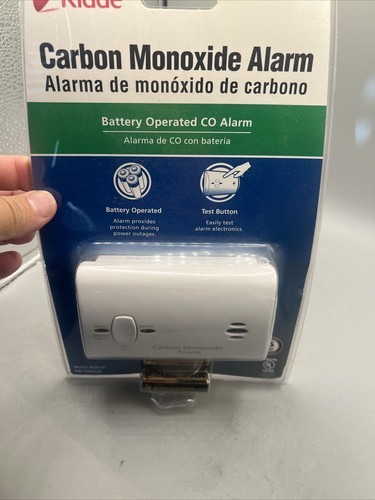 Kidde
Carbon Monoxide Alarm
Alarma de monóxido de carbono
Battery Operated CO Alarm
Alarma de CO con batería
Battery Operated
Alarm provides
protection during
power outages.
Test Button
Easily test
alarm electronics.
Carbon Monoxide
Alarm